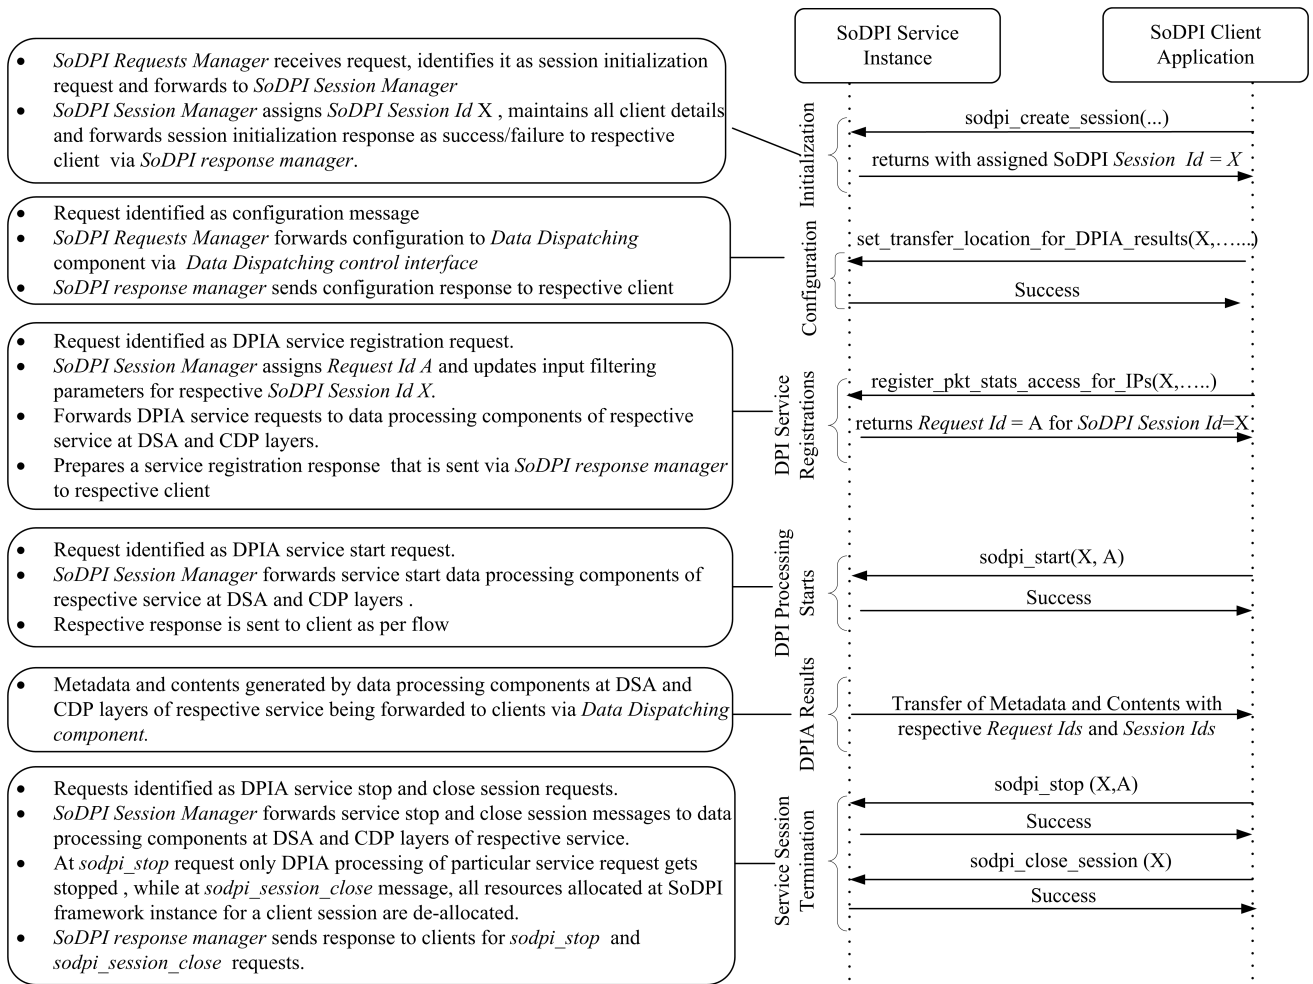 SoDPI Service
Instance
SoDPI Client
Application
• SoDPI Requests Manager receives request, identifies it as session initialization
request and forwards to SoDPI Session Manager
• SoDPI Session Manager assigns SoDPI Session Id X , maintains all client details
and forwards session initialization response as success/failure to respective
client via SoDPI response manager.
Initialization
sodpi_create_session(...)
returns with assigned SoDPI Session Id = X
• Request identified as configuration message
• SoDPI Requests Manager forwards configuration to Data Dispatching
component via Data Dispatching control interface
• SoDPI response manager sends configuration response to respective client
Configuration
set_transfer_location_for_DPIA_results(X,…...)
Success
• Request identified as DPIA service registration request.
• SoDPI Session Manager assigns Request Id A and updates input filtering
parameters for respective SoDPI Session Id X.
• Forwards DPIA service requests to data processing components of respective
service at DSA and CDP layers.
• Prepares a service registration response that is sent via SoDPI response manager
to respective client
DPI Service
Registrations
register_pkt_stats_access_for_IPs(X,…..)
returns Request Id = A for SoDPI Session Id=X
• Request identified as DPIA service start request.
• SoDPI Session Manager forwards service start data processing components of
respective service at DSA and CDP layers .
• Respective response is sent to client as per flow
DPI Processing
Starts
sodpi_start(X, A)
Success
• Metadata and contents generated by data processing components at DSA and
CDP layers of respective service being forwarded to clients via Data Dispatching
component.
DPIA Results
Transfer of Metadata and Contents with
respective Request Ids and Session Ids
• Requests identified as DPIA service stop and close session requests.
• SoDPI Session Manager forwards service stop and close session messages to data
processing components at DSA and CDP layers of respective service.
• At sodpi_stop request only DPIA processing of particular service request gets
stopped , while at sodpi_session_close message, all resources allocated at SoDPI
framework instance for a client session are de-allocated.
• SoDPI response manager sends response to clients for sodpi_stop and
sodpi_session_close requests.
Service Session
Termination
sodpi_stop (X,A)
Success
sodpi_close_session (X)
Success